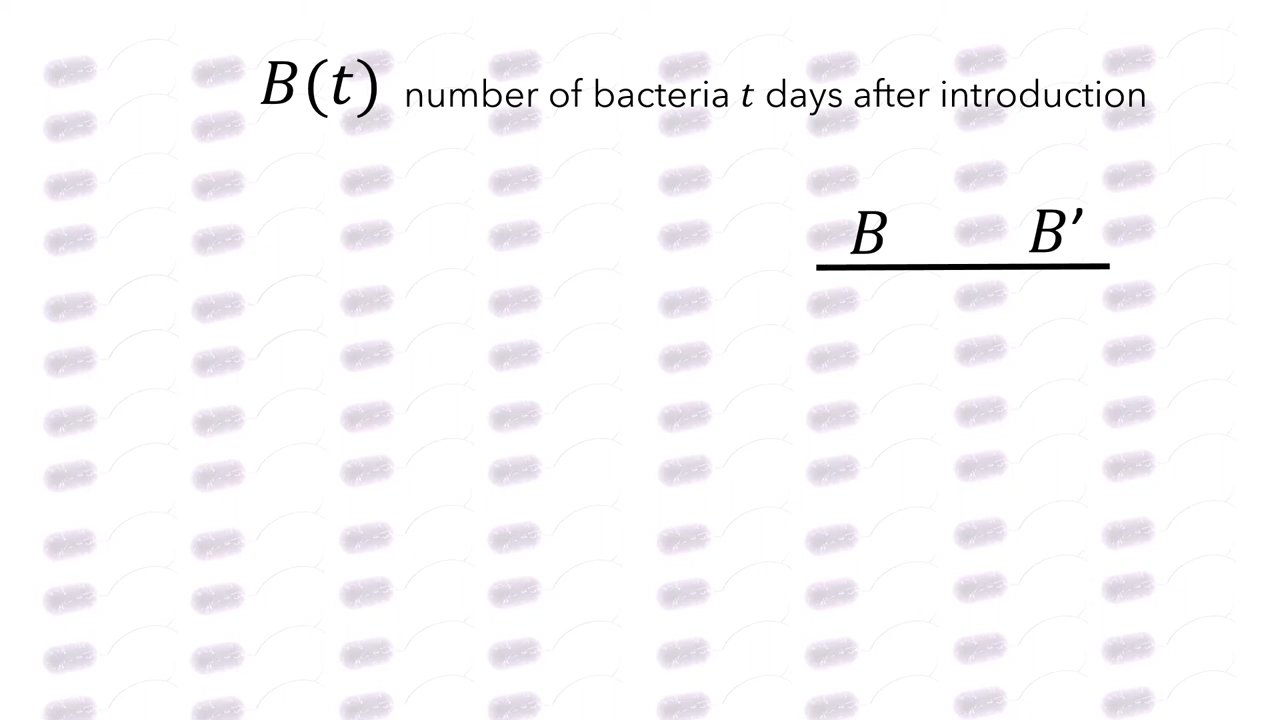 B(t) number of bacteria t days after introduction
B B′